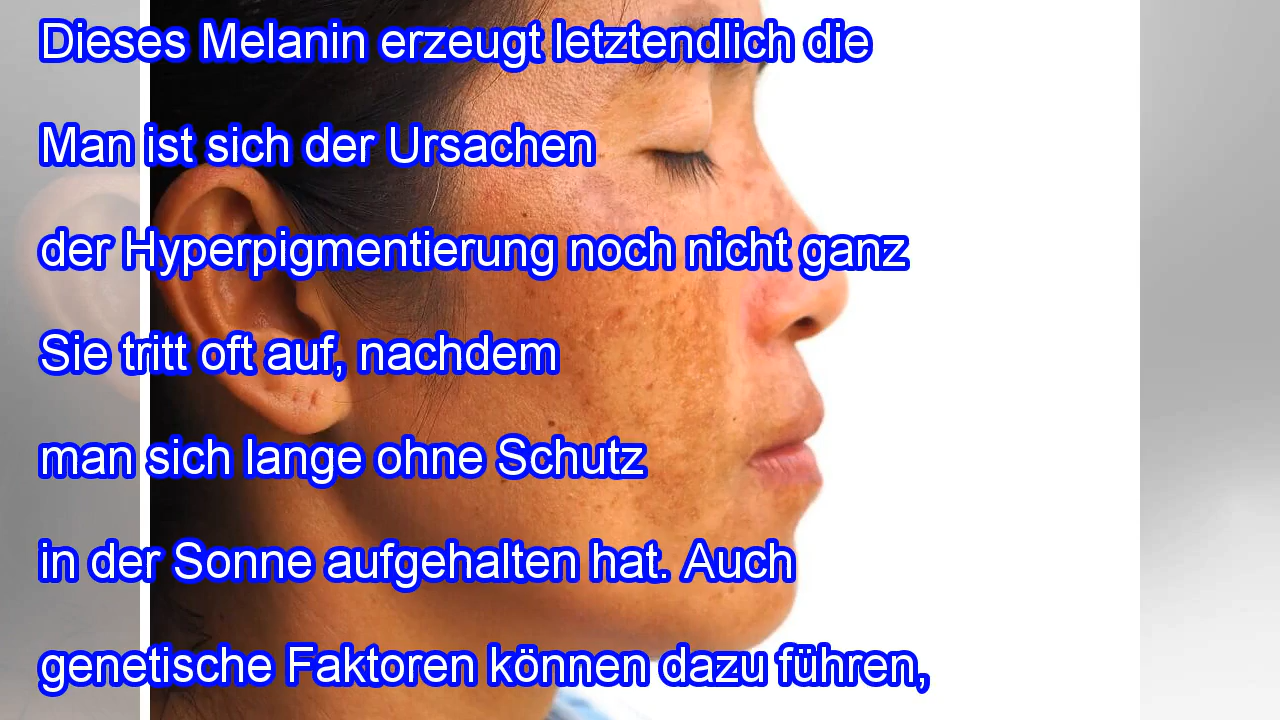 Dieses Melanin erzeugt letztendlich die
Man ist sich der Ursachen
der Hyperpigmentierung noch nicht ganz
Sie tritt oft auf, nachdem
man sich lange ohne Schutz
in der Sonne aufgehalten hat. Auch
genetische Faktoren können dazu führen,